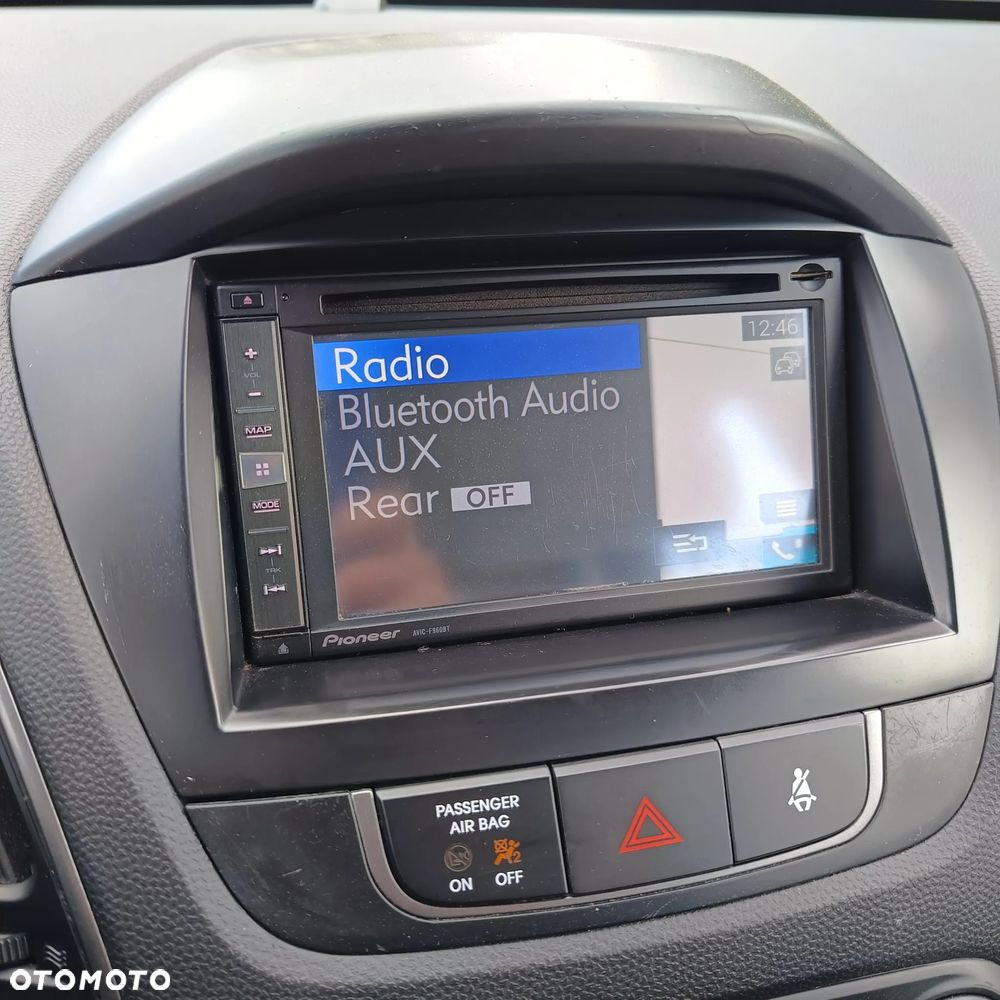 12:46
Radio
Bluetooth Audio
AUX
Rear OFF
VOL
MAP
MODE
TRK
Pioneer AVIC-F960BT
PASSENGER
AIR BAG
2
ON OFF
OTOMOTO